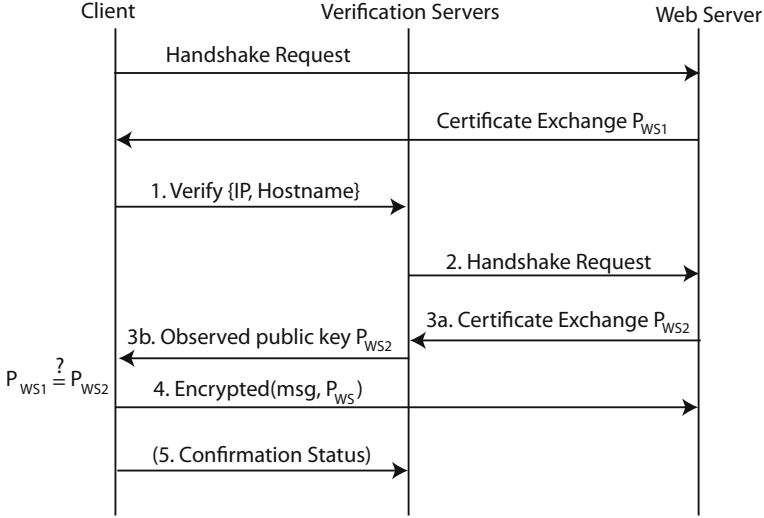 Client
Verification Servers
Web Server
Handshake Request
Certificate Exchange P_WS1
1. Verify {IP, Hostname}
2. Handshake Request
3a. Certificate Exchange P_WS2
3b. Observed public key P_WS2
P_WS1 ≟ P_WS2
4. Encrypted(msg, P_WS)
(5. Confirmation Status)